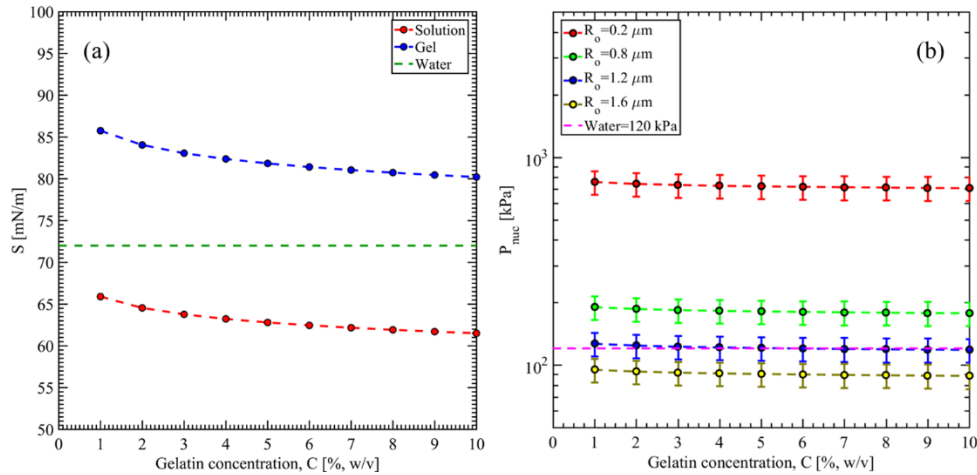 (a)
Solution
Gel
Water
100
95
90
85
80
75
70
65
60
55
50
S [mN/m]
0 1 2 3 4 5 6 7 8 9 10
Gelatin concentration, C [%, w/v]
(b)
R_o=0.2 μm
R_o=0.8 μm
R_o=1.2 μm
R_o=1.6 μm
Water=120 kPa
10^3
10^2
P_nuc [kPa]
0 1 2 3 4 5 6 7 8 9 10
Gelatin concentration, C [%, w/v]